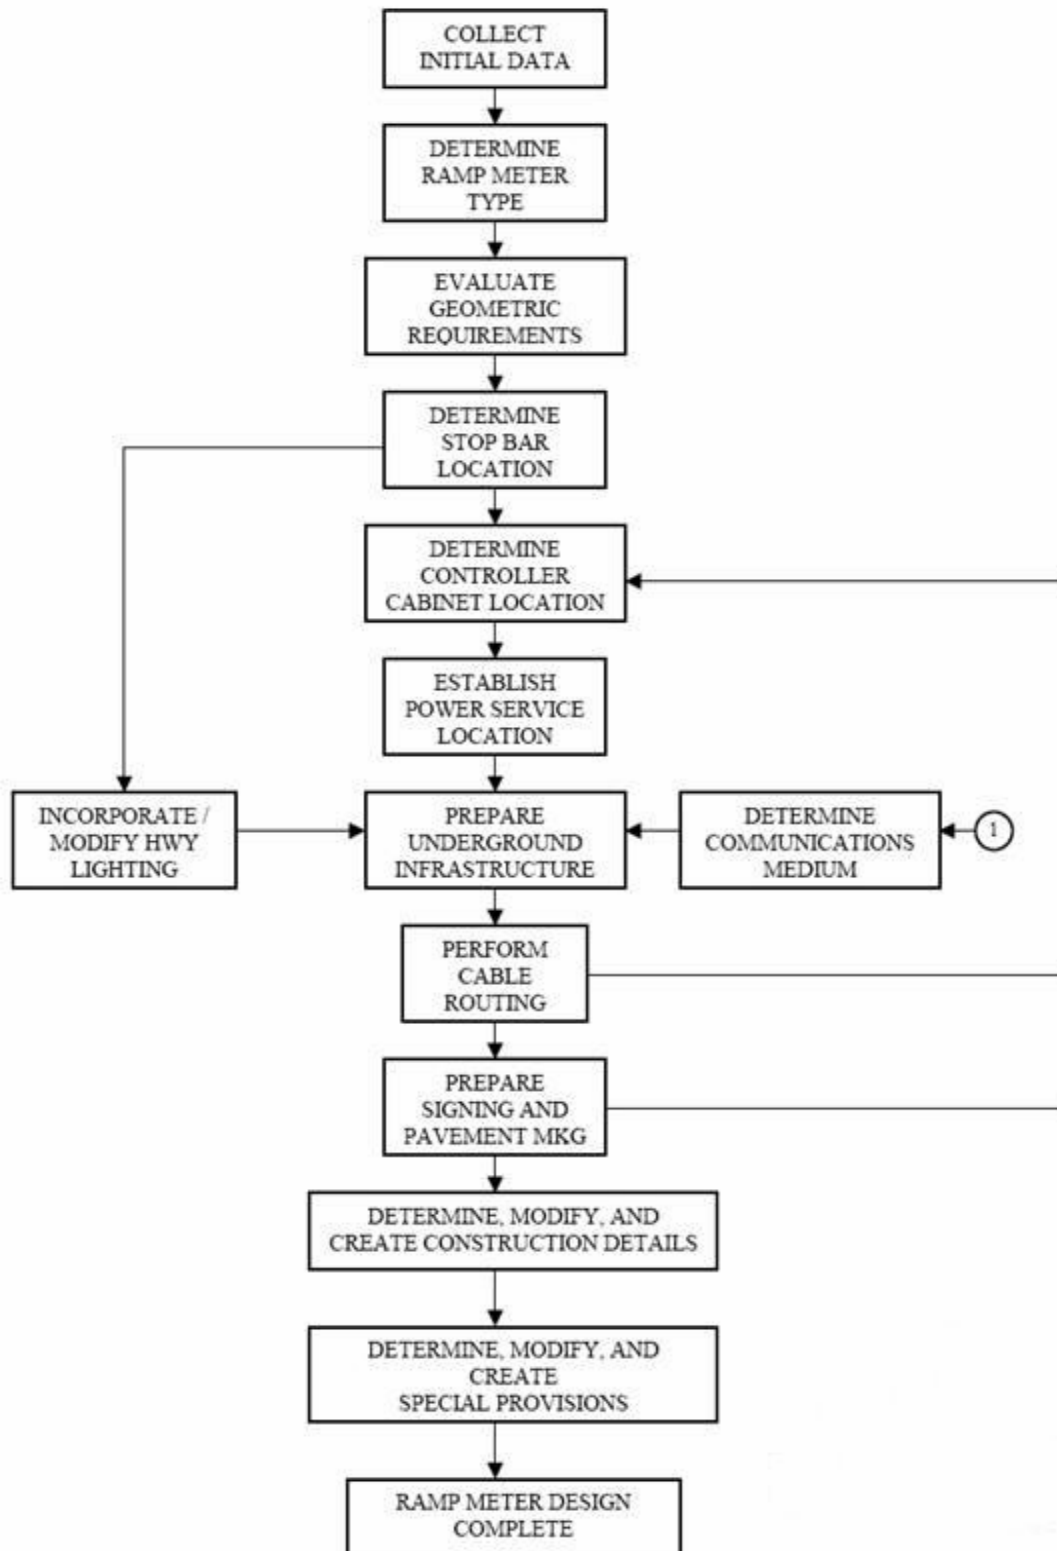 COLLECT
INITIAL DATA
DETERMINE
RAMP METER
TYPE
EVALUATE
GEOMETRIC
REQUIREMENTS
DETERMINE
STOP BAR
LOCATION
DETERMINE
CONTROLLER
CABINET LOCATION
ESTABLISH
POWER SERVICE
LOCATION
INCORPORATE /
MODIFY HWY
LIGHTING
PREPARE
UNDERGROUND
INFRASTRUCTURE
DETERMINE
COMMUNICATIONS
MEDIUM
1
PERFORM
CABLE
ROUTING
PREPARE
SIGNING AND
PAVEMENT MKG
DETERMINE, MODIFY, AND
CREATE CONSTRUCTION DETAILS
DETERMINE, MODIFY, AND
CREATE
SPECIAL PROVISIONS
RAMP METER DESIGN
COMPLETE